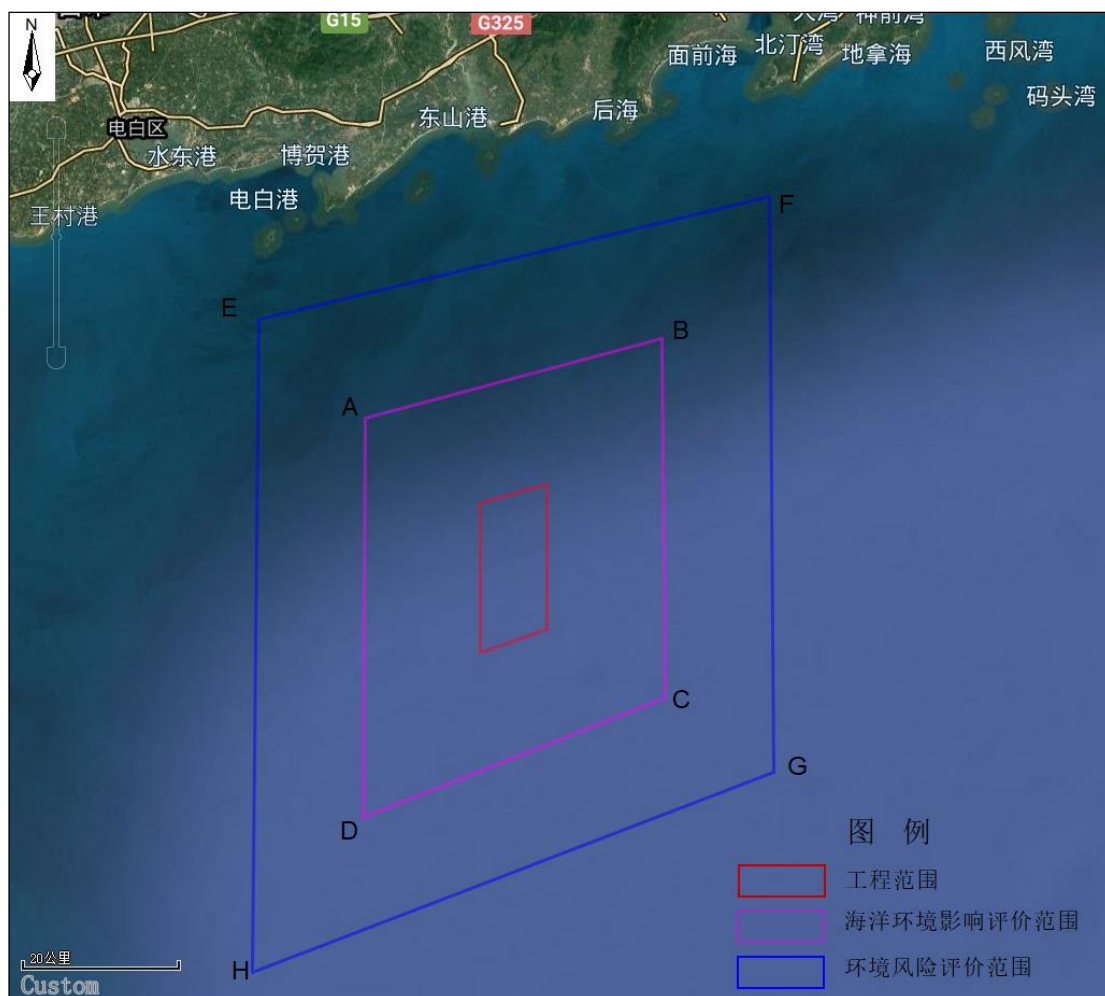 N
G15
G325
神前湾
面前海
北汀湾
地拿海
西风湾
码头湾
后海
东山港
电白区
水东港
博贺港
电白港
王村港
F
E
B
A
C
G
D
H
图 例
工程范围
海洋环境影响评价范围
环境风险评价范围
20公里
Custom